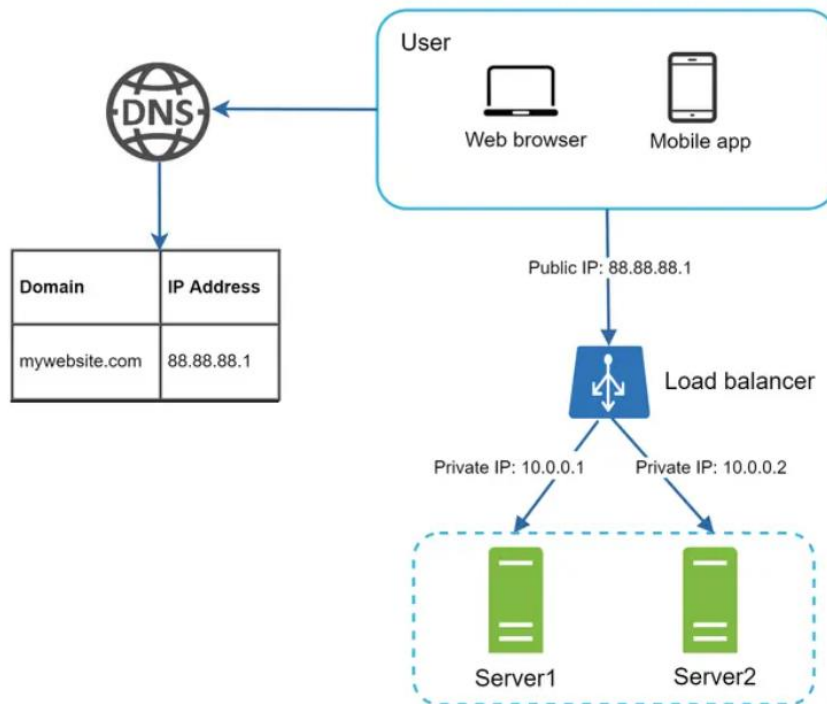 User
DNS
Web browser
Mobile app
Public IP: 88.88.88.1
Domain IP Address
mywebsite.com 88.88.88.1
Load balancer
Private IP: 10.0.0.1 Private IP: 10.0.0.2
Server1 Server2